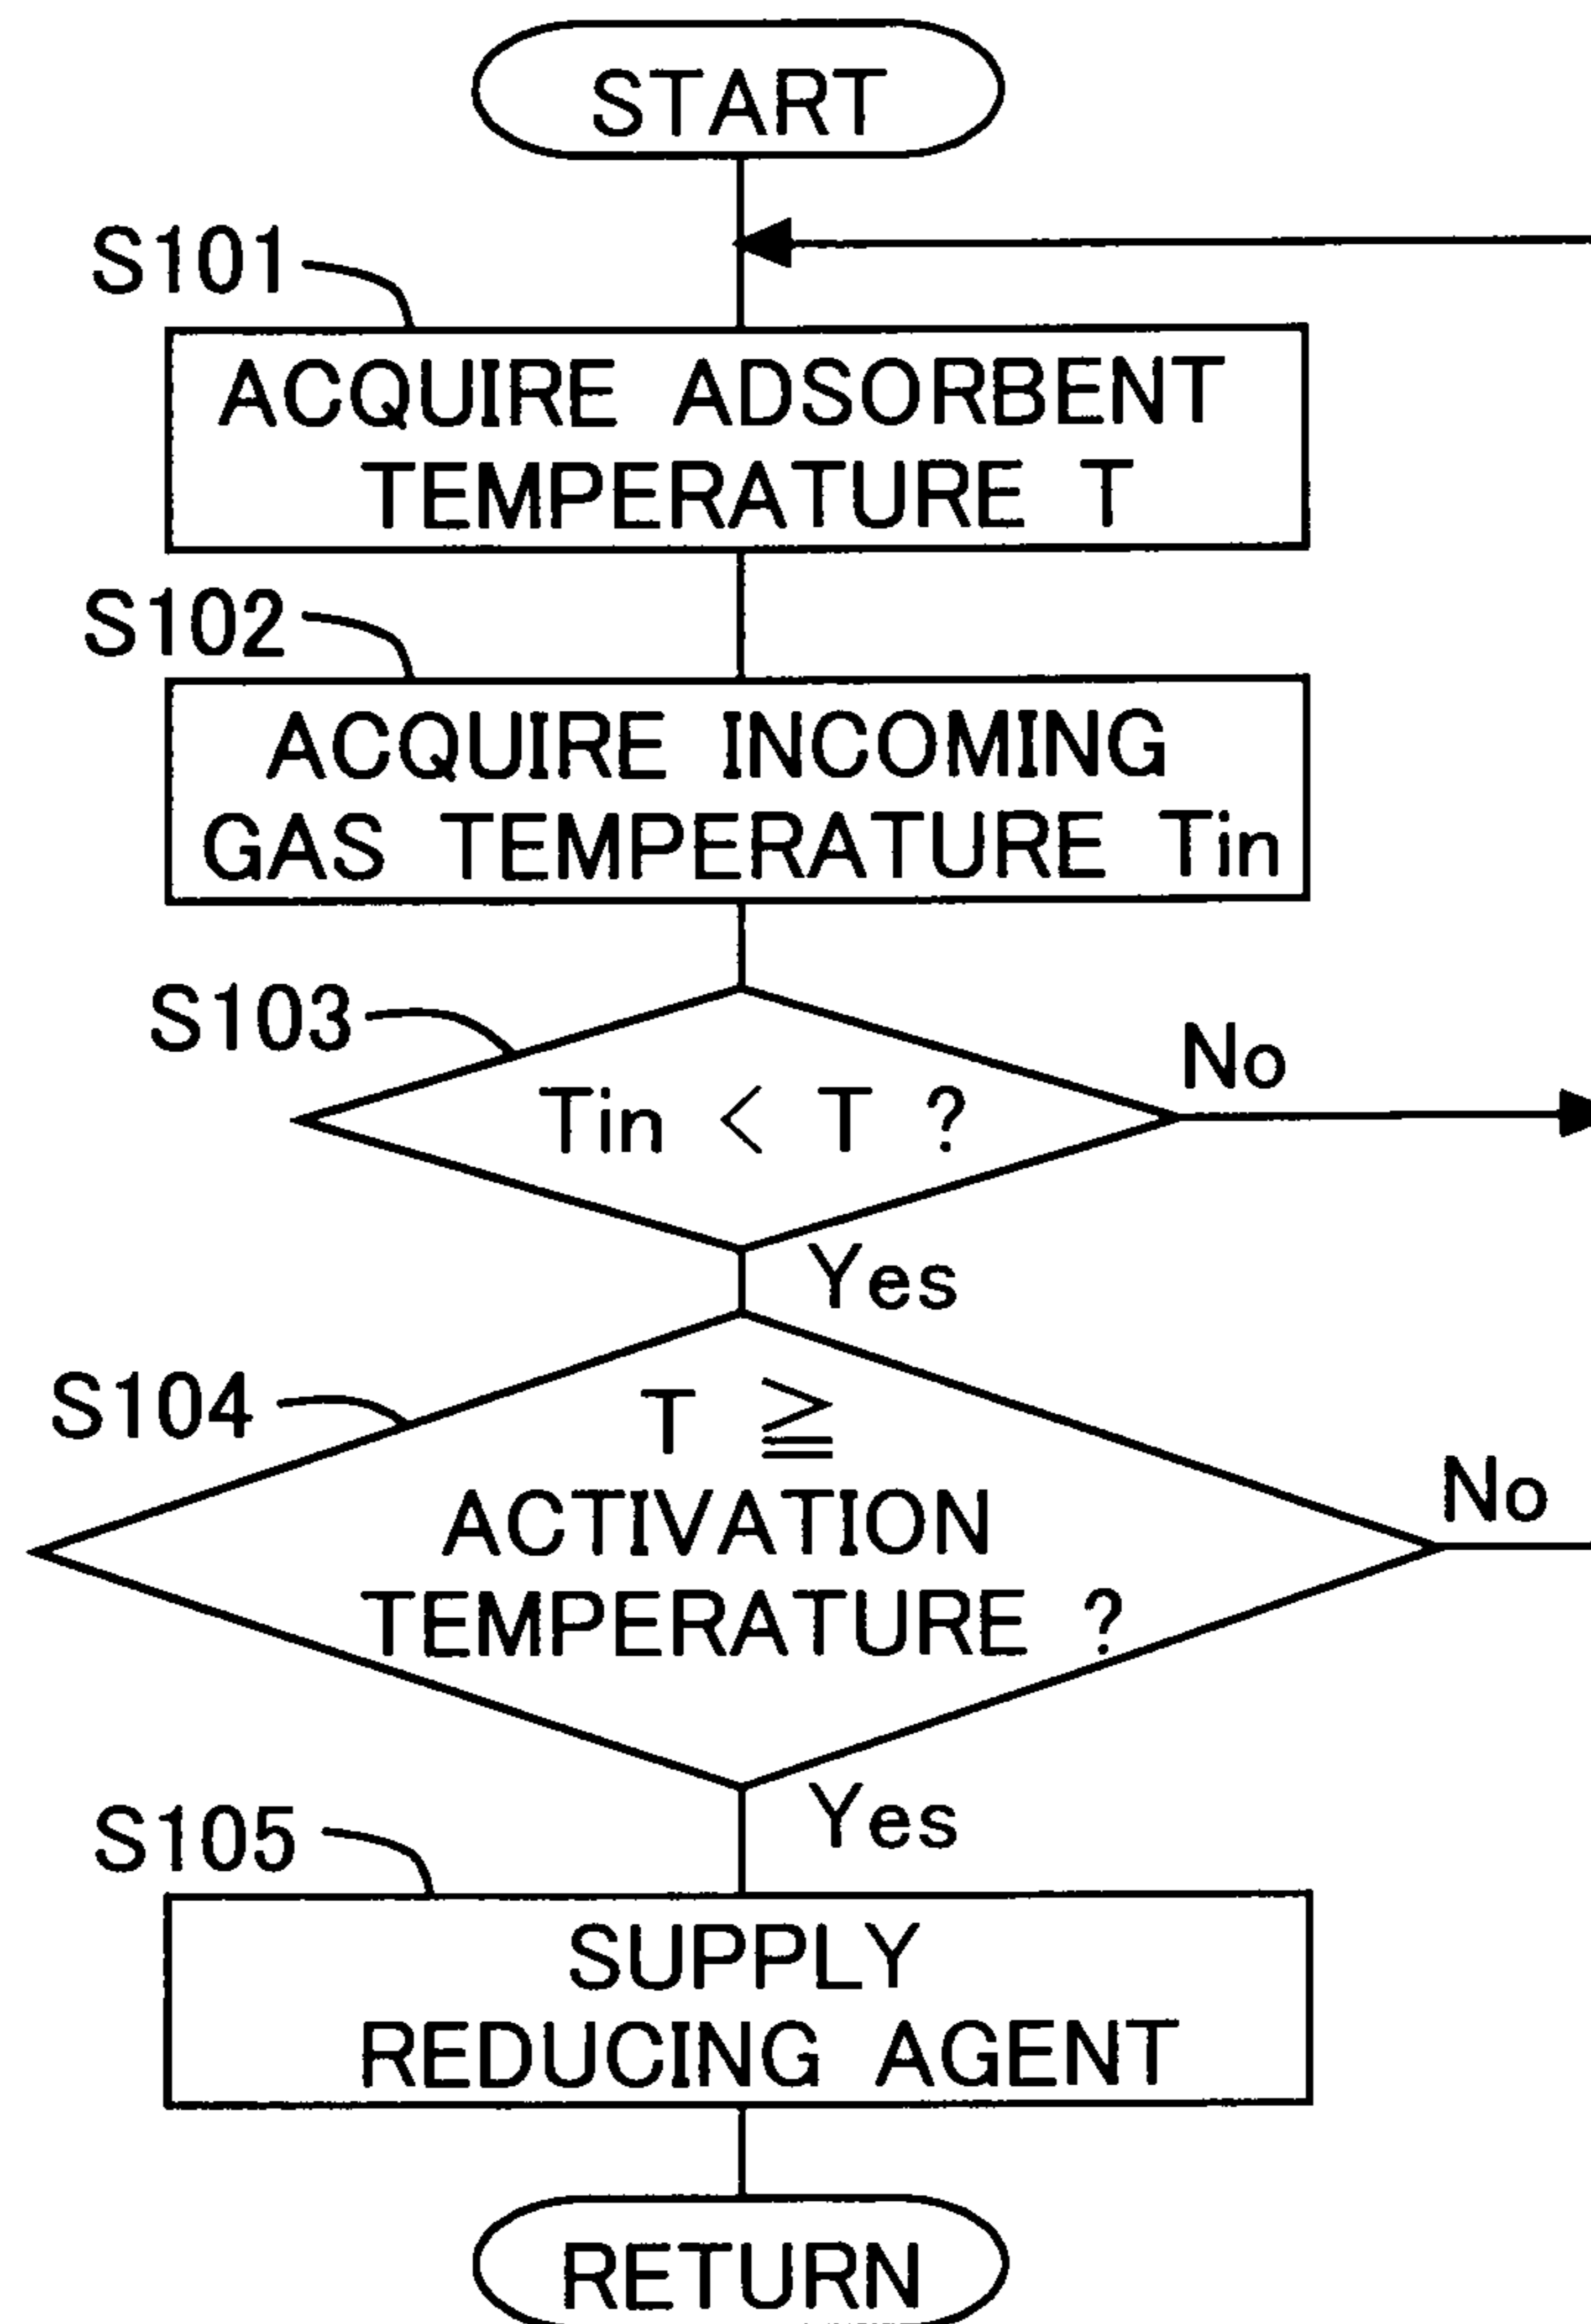 START
S101
ACQUIRE ADSORBENT
TEMPERATURE T
S102
ACQUIRE INCOMING
GAS TEMPERATURE Tin
S103
Tin < T ?
No
Yes
S104
T ≧
ACTIVATION
TEMPERATURE ?
No
Yes
S105
SUPPLY
REDUCING AGENT
RETURN